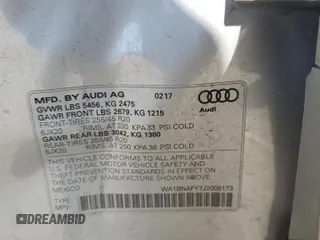 MFD. BY AUDI AG 0217
Audi
GVWR LBS 5456, KG 2475
GAWR FRONT LBS 2679, KG 1215
FRONT-TIRES 255/45 R20
8JX20 RIMS, AT 230 KPA 33 PSI COLD
GAWR REAR LBS 3042, KG 1380
REAR-TIRES 255/45 R20
8JX20 RIMS, AT 250 KPA 36 PSI COLD
THIS VEHICLE CONFORMS TO ALL
APPLICABLE FEDERAL MOTOR VEHICLE
SAFETY STANDARDS, BUMPER AND
THEFT PREVENTION STANDARDS IN EFFECT
ON THE DATE OF MANUFACTURE SHOWN ABOVE.
MEXICO
TYPE
MPV
DREAMBID